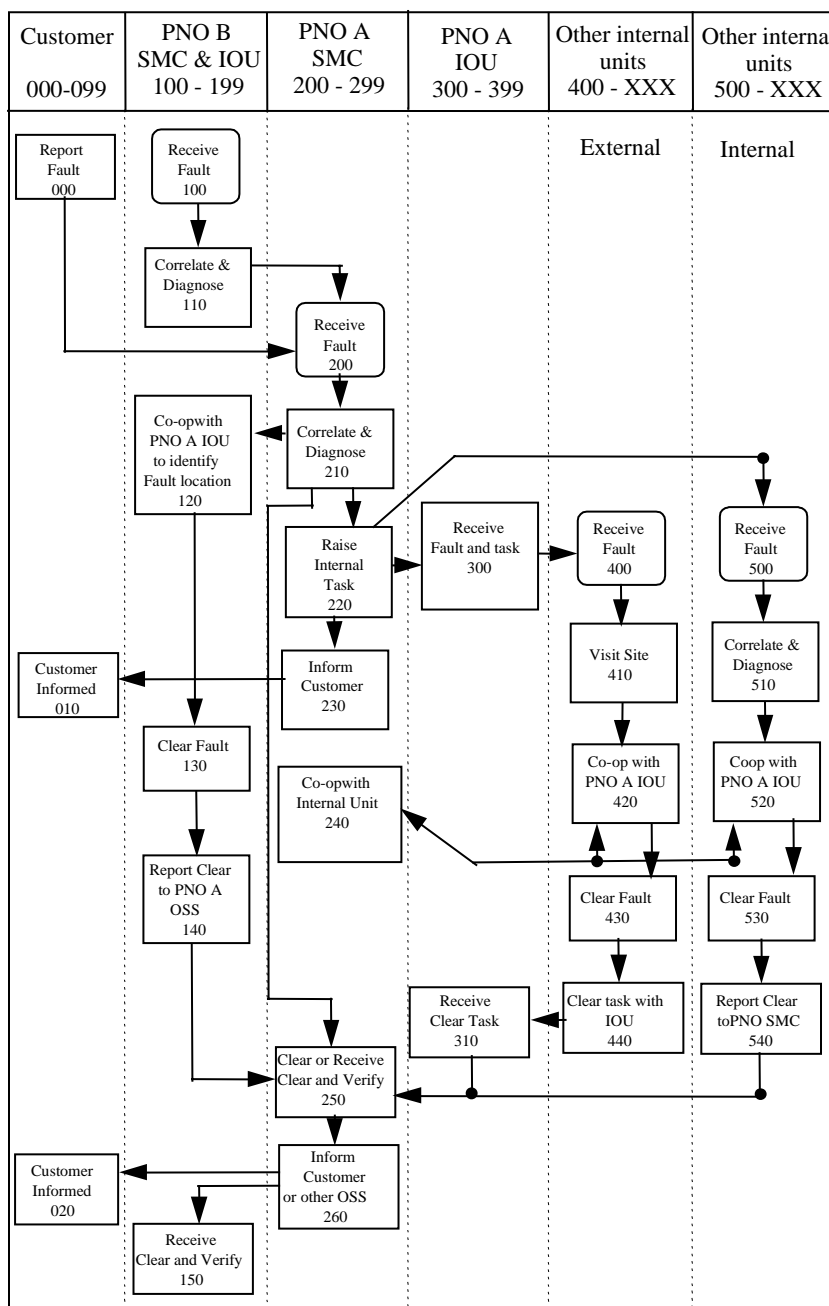 Customer
000-099
PNO B
SMC & IOU
100 - 199
PNO A
SMC
200 - 299
PNO A
IOU
300 - 399
Other internal
units
400 - XXX
Other interna
units
500 - XXX
External
Internal
Report
Fault
000
Receive
Fault
100
Correlate &
Diagnose
110
Receive
Fault
200
Co-opwith
PNO A IOU
to identify
Fault location
120
Correlate &
Diagnose
210
Raise
Internal
Task
220
Receive
Fault and task
300
Receive
Fault
400
Receive
Fault
500
Customer
Informed
010
Inform
Customer
230
Visit Site
410
Correlate &
Diagnose
510
Clear Fault
130
Co-opwith
Internal Unit
240
Co-op with
PNO A IOU
420
Coop with
PNO A IOU
520
Report Clear
to PNO A
OSS
140
Clear Fault
430
Clear Fault
530
Receive
Clear Task
310
Clear task with
IOU
440
Report Clear
toPNO SMC
540
Clear or Receive
Clear and Verify
250
Customer
Informed
020
Inform
Customer
or other OSS
260
Receive
Clear and Verify
150